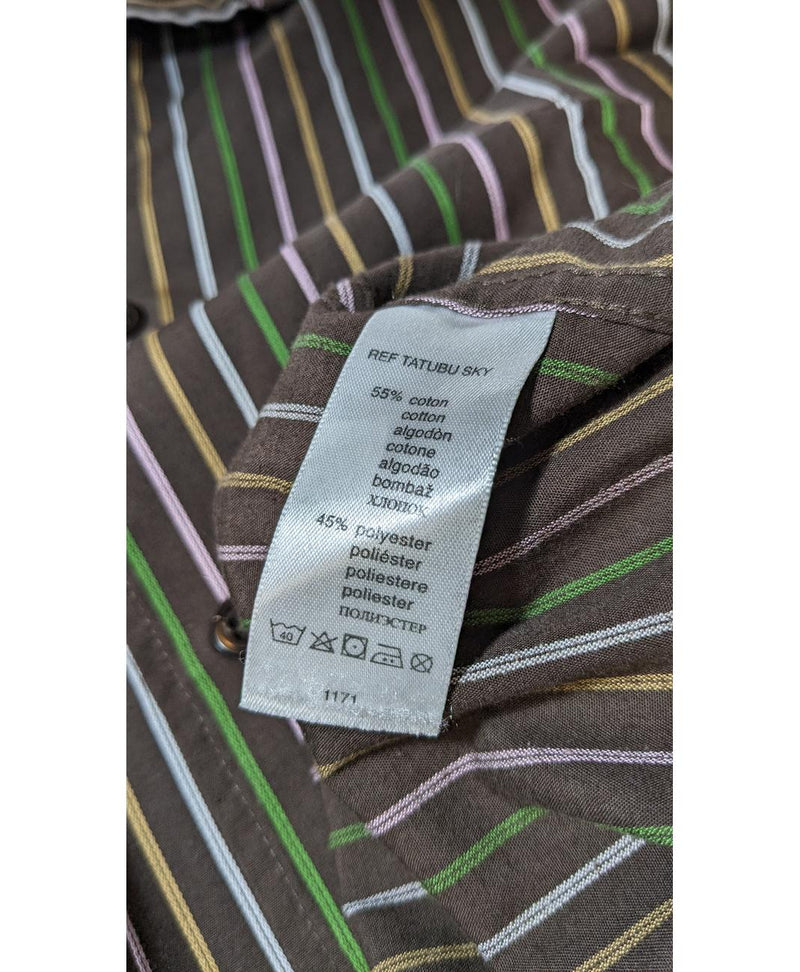 REF TATUBU SKY
55% coton
cotton
algodòn
cotone
algodão
bombaž
ХЛОПОК
45% polyester
poliéster
poliestere
poliester
ПОЛИЭСТЕР
40
1171